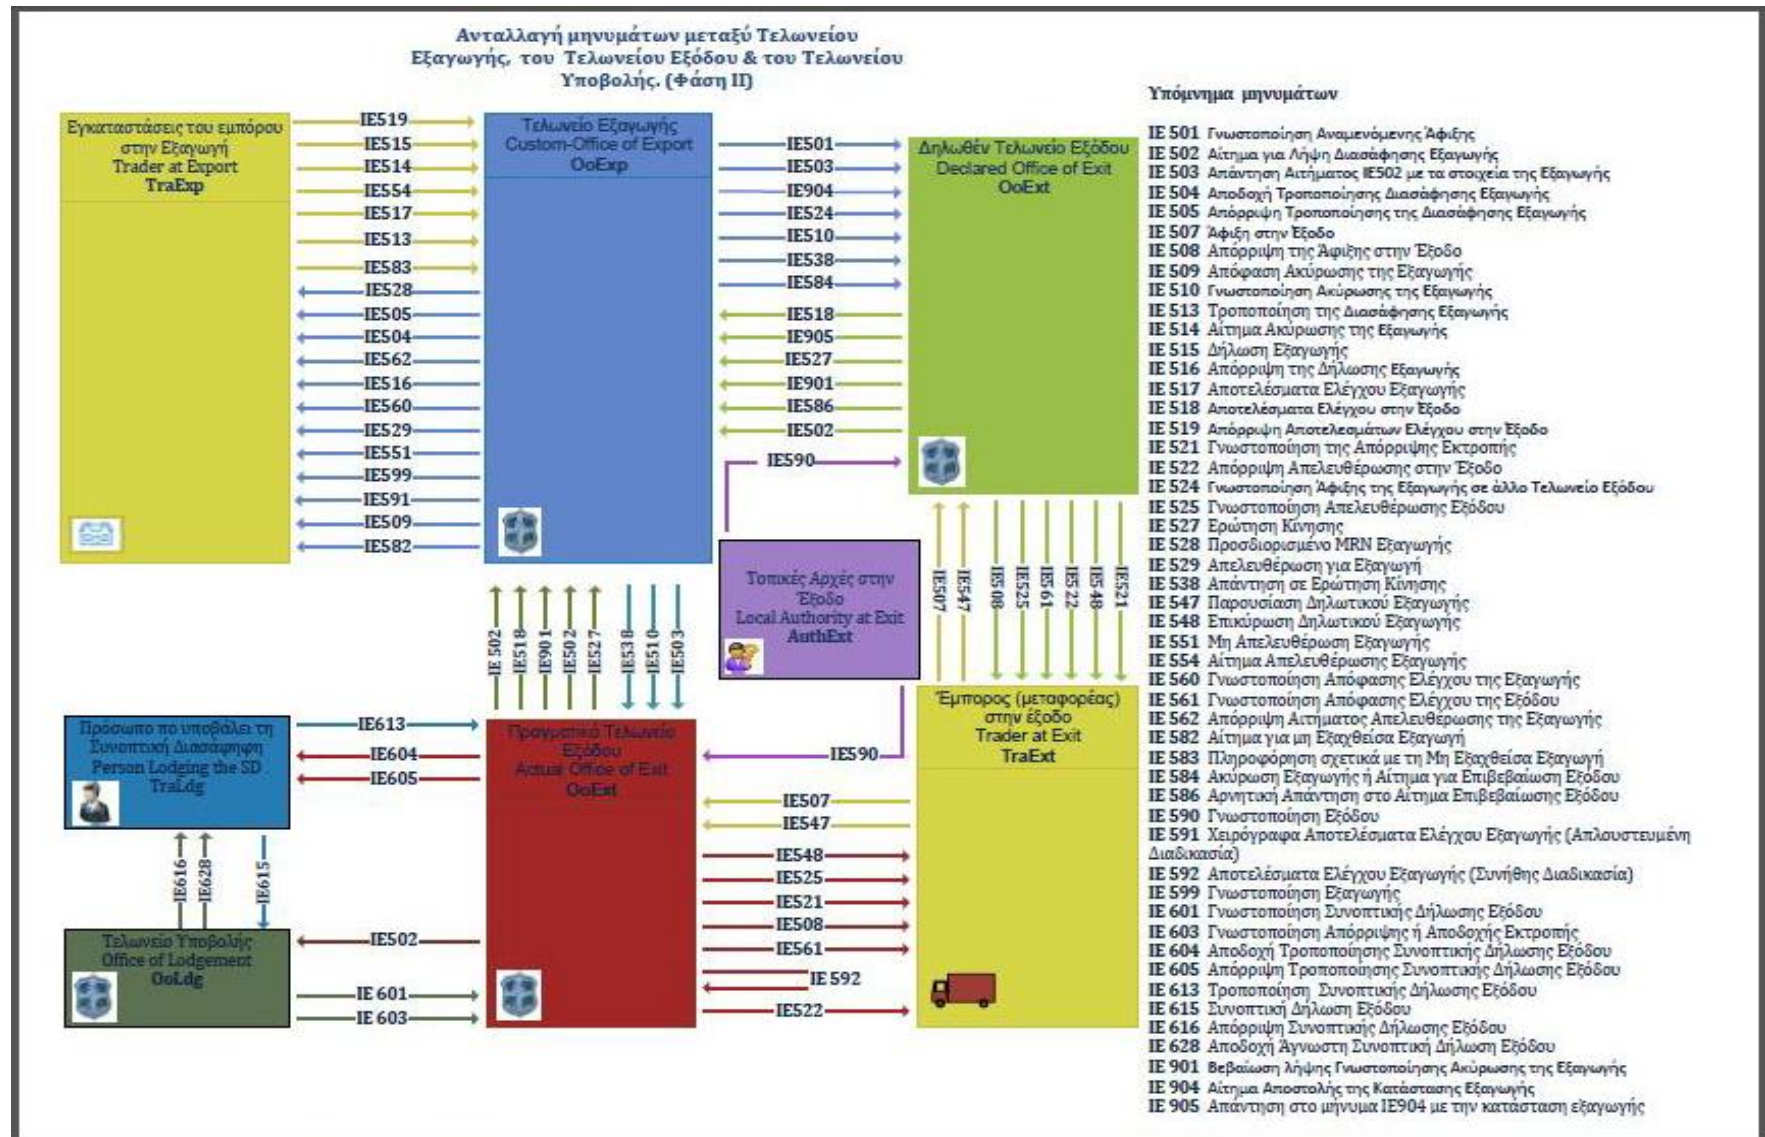 Ανταλλαγή μηνυμάτων μεταξύ Τελωνείου
Εξαγωγής, του Τελωνείου Εξόδου & του Τελωνείου
Υποβολής. (Φάση ΙΙ)
Εγκαταστάσεις του εμπόρου
στην Εξαγωγή
Trader at Export
TraExp
IE519
IE515
IE514
IE554
IE517
IE513
IE583
IE528
IE505
IE504
IE562
IE516
IE560
IE529
IE551
IE599
IE591
IE509
IE582
Τελωνείο Εξαγωγής
Custom-Office of Export
OoExp
IE501
IE503
IE904
IE524
IE510
IE538
IE584
IE518
IE905
IE527
IE901
IE586
IE502
IE590
Δηλωθέν Τελωνείο Εξόδου
Declared Office of Exit
OoExt
Τοπικές Αρχές στην
Έξοδο
Local Authority at Exit
AuthExt
IE507
IE547
IE508
IE525
IE561
IE522
IE548
IE521
IE 502
IE518
IE901
IE502
IE527
IE538
IE510
IE503
Πρόσωπο πο υποβάλει τη
Συνοπτική Διασάφηφη
Person Lodging the SD
TraLdg
IE613
IE604
IE605
Πραγματικό Τελωνείο
Εξόδου
Actual Office of Exit
OoExt
IE590
Έμπορος (μεταφορέας)
στην έξοδο
Trader at Exit
TraExt
IE507
IE547
IE548
IE525
IE521
IE508
IE561
IE 592
IE522
IE616
IE628
IE615
Τελωνείο Υποβολής
Office of Lodgement
OoLdg
IE502
IE 601
IE 603
Υπόμνημα μηνυμάτων
IE 501 Γνωστοποίηση Αναμενόμενης Άφιξης
IE 502 Αίτημα για Λήψη Διασάφησης Εξαγωγής
IE 503 Απάντηση Αιτήματος IE502 με τα στοιχεία της Εξαγωγής
IE 504 Αποδοχή Τροποποίησης Διασάφησης Εξαγωγής
IE 505 Απόρριψη Τροποποίησης της Διασάφησης Εξαγωγής
IE 507 Άφιξη στην Έξοδο
IE 508 Απόρριψη της Άφιξης στην Έξοδο
IE 509 Απόφαση Ακύρωσης της Εξαγωγής
IE 510 Γνωστοποίηση Ακύρωσης της Εξαγωγής
IE 513 Τροποποίηση της Διασάφησης Εξαγωγής
IE 514 Αίτημα Ακύρωσης της Εξαγωγής
IE 515 Δήλωση Εξαγωγής
IE 516 Απόρριψη της Δήλωσης Εξαγωγής
IE 517 Αποτελέσματα Ελέγχου Εξαγωγής
IE 518 Αποτελέσματα Ελέγχου στην Έξοδο
IE 519 Απόρριψη Αποτελεσμάτων Ελέγχου στην Έξοδο
IE 521 Γνωστοποίηση της Απόρριψης Εκτροπής
IE 522 Απόρριψη Απελευθέρωσης στην Έξοδο
IE 524 Γνωστοποίηση Άφιξης της Εξαγωγής σε άλλο Τελωνείο Εξόδου
IE 525 Γνωστοποίηση Απελευθέρωσης Εξόδου
IE 527 Ερώτηση Κίνησης
IE 528 Προσδιορισμένο MRN Εξαγωγής
IE 529 Απελευθέρωση για Εξαγωγή
IE 538 Απάντηση σε Ερώτηση Κίνησης
IE 547 Παρουσίαση Δηλωτικού Εξαγωγής
IE 548 Επικύρωση Δηλωτικού Εξαγωγής
IE 551 Μη Απελευθέρωση Εξαγωγής
IE 554 Αίτημα Απελευθέρωσης Εξαγωγής
IE 560 Γνωστοποίηση Απόφασης Ελέγχου της Εξαγωγής
IE 561 Γνωστοποίηση Απόφασης Ελέγχου της Εξόδου
IE 562 Απόρριψη Αιτήματος Απελευθέρωσης της Εξαγωγής
IE 582 Αίτημα για μη Εξαχθείσα Εξαγωγή
IE 583 Πληροφόρηση σχετικά με τη Μη Εξαχθείσα Εξαγωγή
IE 584 Ακύρωση Εξαγωγής ή Αίτημα για Επιβεβαίωση Εξόδου
IE 586 Αρνητική Απάντηση στο Αίτημα Επιβεβαίωσης Εξόδου
IE 590 Γνωστοποίηση Εξόδου
IE 591 Χειρόγραφα Αποτελέσματα Ελέγχου Εξαγωγής (Απλουστευμένη
Διαδικασία)
IE 592 Αποτελέσματα Ελέγχου Εξαγωγής (Συνήθης Διαδικασία)
IE 599 Γνωστοποίηση Εξαγωγής
IE 601 Γνωστοποίηση Συνοπτικής Δήλωσης Εξόδου
IE 603 Γνωστοποίηση Απόρριψης ή Αποδοχής Εκτροπής
IE 604 Αποδοχή Τροποποίησης Συνοπτικής Δήλωσης Εξόδου
IE 605 Απόρριψη Τροποποίησης Συνοπτικής Δήλωσης Εξόδου
IE 613 Τροποποίηση Συνοπτικής Δήλωσης Εξόδου
IE 615 Συνοπτική Δήλωση Εξόδου
IE 616 Απόρριψη Συνοπτικής Δήλωσης Εξόδου
IE 628 Αποδοχή Άγνωστη Συνοπτική Δήλωση Εξόδου
IE 901 Βεβαίωση λήψης Γνωστοποίησης Ακύρωσης της Εξαγωγής
IE 904 Αίτημα Αποστολής της Κατάστασης Εξαγωγής
IE 905 Απάντηση στο μήνυμα IE904 με την κατάσταση εξαγωγής